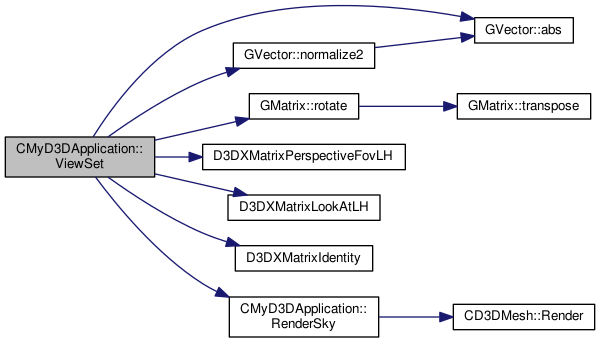 GVector::abs
GVector::normalize2
GMatrix::rotate
GMatrix::transpose
CMyD3DApplication::
ViewSet
D3DXMatrixPerspectiveFovLH
D3DXMatrixLookAtLH
D3DXMatrixIdentity
CMyD3DApplication::
RenderSky
CD3DMesh::Render